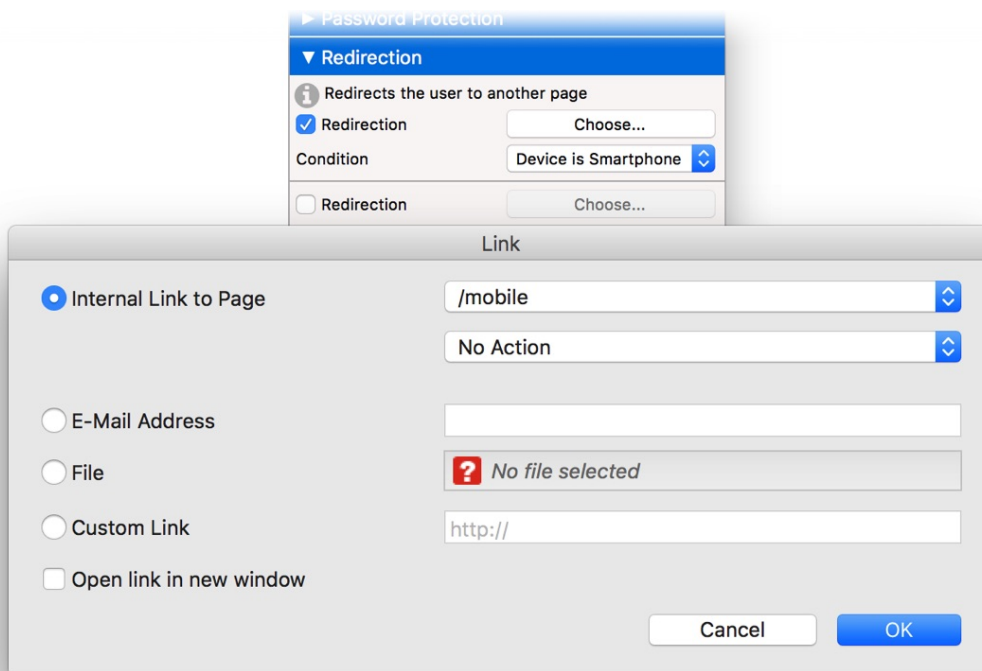 Password Protection
Redirection
Redirects the user to another page
Redirection Choose...
Condition Device is Smartphone
Redirection Choose...
Link
Internal Link to Page /mobile
No Action
E-Mail Address
File ? No file selected
Custom Link http://
Open link in new window
Cancel OK